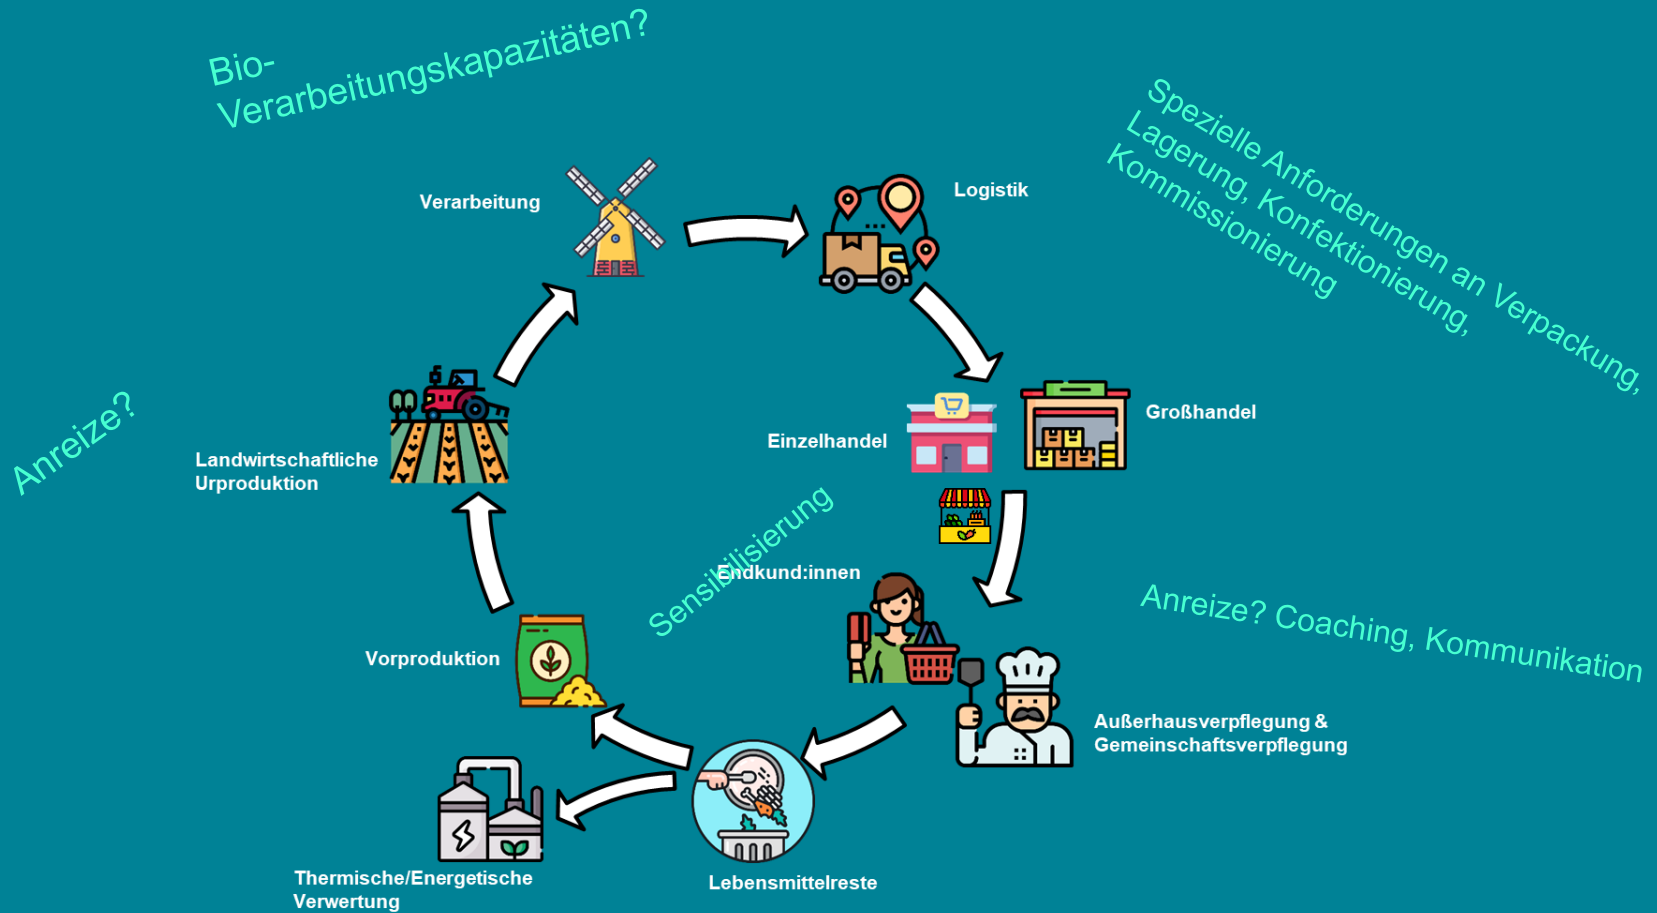 Bio-
Verarbeitungskapazitäten?
Spezielle Anforderungen an Verpackung,
Lagerung, Konfektionierung,
Kommissionierung
Verarbeitung
Logistik
Anreize?
Landwirtschaftliche
Urproduktion
Einzelhandel
Großhandel
Sensibilisierung
Endkund:innen
Anreize? Coaching, Kommunikation
Vorproduktion
Außerhausverpflegung &
Gemeinschaftsverpflegung
Thermische/Energetische
Verwertung
Lebensmittelreste